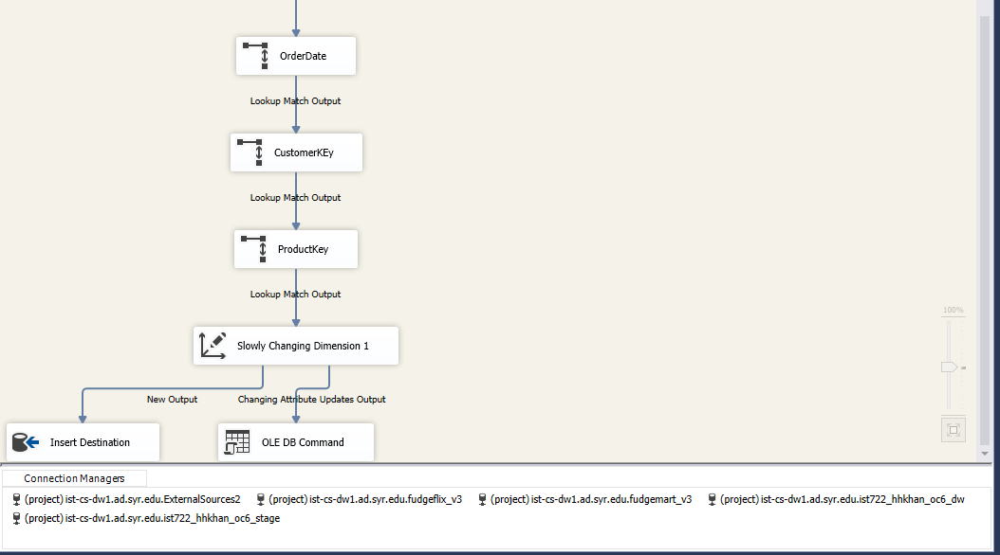 OrderDate
Lookup Match Output
CustomerKEy
Lookup Match Output
ProductKey
Lookup Match Output
100%
Slowly Changing Dimension 1
New Output
Changing Attribute Updates Output
Insert Destination
OLE DB Command
Connection Managers
(project) ist-cs-dw1.ad.syr.edu.ExternalSources2 (project) ist-cs-dw1.ad.syr.edu.fudgeflix_v3 (project) ist-cs-dw1.ad.syr.edu.fudgemart_v3 (project) ist-cs-dw1.ad.syr.edu.ist722_hhkhan_oc6_dw
(project) ist-cs-dw1.ad.syr.edu.ist722_hhkhan_oc6_stage